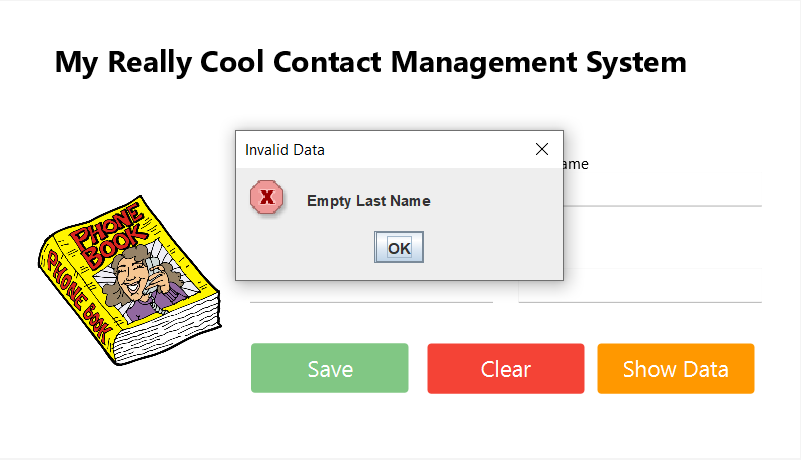 My Really Cool Contact Management System
Invalid Data
ame
X
Empty Last Name
OK
PHONE
BOOK
PHONE BOOK
Save
Clear
Show Data